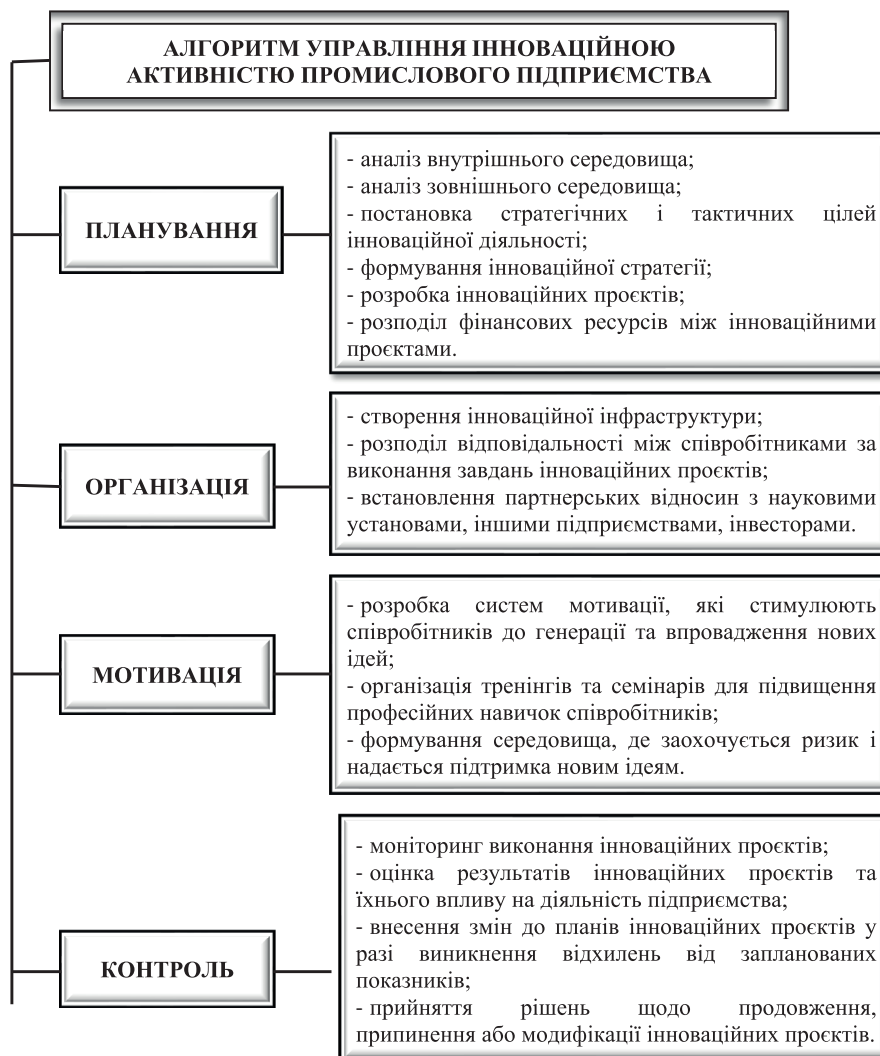 АЛГОРИТМ УПРАВЛІННЯ ІННОВАЦІЙНОЮ
АКТИВНІСТЮ ПРОМИСЛОВОГО ПІДПРИЄМСТВА
ПЛАНУВАННЯ
- аналіз внутрішнього середовища;
- аналіз зовнішнього середовища;
- постановка стратегічних і тактичних цілей
інноваційної діяльності;
- формування інноваційної стратегії;
- розробка інноваційних проєктів;
- розподіл фінансових ресурсів між інноваційними
проєктами.
ОРГАНІЗАЦІЯ
- створення інноваційної інфраструктури;
- розподіл відповідальності між співробітниками за
виконання завдань інноваційних проєктів;
- встановлення партнерських відносин з науковими
установами, іншими підприємствами, інвесторами.
МОТИВАЦІЯ
- розробка систем мотивації, які стимулюють
співробітників до генерації та впровадження нових
ідей;
- організація тренінгів та семінарів для підвищення
професійних навичок співробітників;
- формування середовища, де заохочується ризик і
надається підтримка новим ідеям.
КОНТРОЛЬ
- моніторинг виконання інноваційних проєктів;
- оцінка результатів інноваційних проєктів та
їхнього впливу на діяльність підприємства;
- внесення змін до планів інноваційних проєктів у
разі виникнення відхилень від запланованих
показників;
- прийняття рішень щодо продовження,
припинення або модифікації інноваційних проєктів.